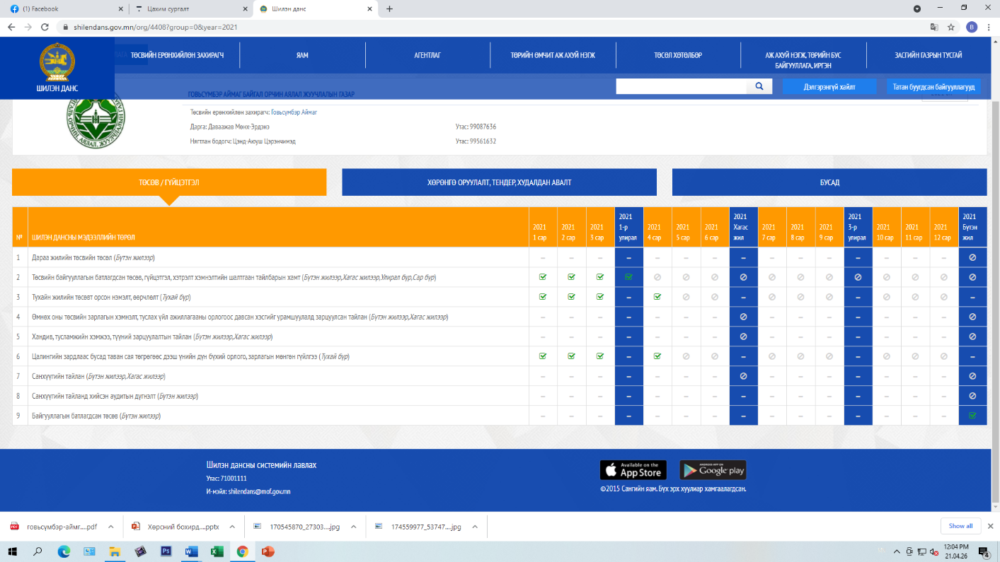 (1) Facebook
Цахим сургалт
Шилэн данс
shilendans.gov.mn/org/4408?group=0&year=2021
B
ШИЛЭН ДАНС
ТӨСВИЙН ЕРӨНХИЙЛӨН ЗАХИРАГЧ
ЯАМ
АГЕНТЛАГ
ТӨРИЙН ӨМЧИТ АЖ АХУЙ НЭГЖ
ТӨСӨЛ ХӨТӨЛБӨР
АЖ АХУЙ НЭГЖ, ТӨРИЙН БУС
БАЙГУУЛЛАГА, ИРГЭН
ЗАСГИЙН ГАЗРЫН ТУСГАЙ
Дэлгэрэнгүй хайлт
Татан буугдсан байгууллагууд
ГОВЬСҮМБЭР АЙМАГ БАЙГАЛ ОРЧИН АЯЛАЛ ЖУУЧЛАЛЫН ГАЗАР
Төсвийн ерөнхийлөн захирагч: Говьсүмбэр Аймаг
Дарга: Даваажав Мөнх-Эрдэнэ
Утас: 99087636
Нягтлан бодогч: Цэнд-Аюуш Цэрэнчимэд
Утас: 99561632
ТӨСӨВ / ГҮЙЦЭТГЭЛ
ХӨРӨНГӨ ОРУУЛАЛТ, ТЕНДЕР, ХУДАЛДАН АВАЛТ
БУСАД
№
ШИЛЭН ДАНСНЫ МЭДЭЭЛЛИЙН ТӨРӨЛ
2021 1 сар
2021 2 сар
2021 3 сар
2021 1-р улирал
2021 4 сар
2021 5 сар
2021 6 сар
2021 Хагас жил
2021 7 сар
2021 8 сар
2021 9 сар
2021 3-р улирал
2021 10 сар
2021 11 сар
2021 12 сар
2021 Бүтэн жил
1 Дараа жилийн төсвийн төсөл (Бүтэн жилээр)
2 Төсвийн байгууллагын батлагдсан төсөв, гүйцэтгэл, хэтрэлт хэмнэлтийн шалтгаан тайлбарын хамт (Бүтэн жилээр,Хагас жилээр,Улирал бүр,Сар бүр)
3 Тухайн жилийн төсөвт орсон нэмэлт, өөрчлөлт (Тухай бүр)
4 Өмнөх оны төсвийн зарлагын хэмнэлт, туслах үйл ажиллагааны орлогоос давсан хэсгийг урамшуулалд зарцуулсан тайлан (Бүтэн жилээр,Хагас жилээр)
5 Хандив, тусламжийн хэмжээ, түүний зарцуулалтын тайлан (Бүтэн жилээр,Хагас жилээр)
6 Цалингийн зардлаас бусад таван сая төгрөгөөс дээш үнийн дүн бүхий орлого, зарлагын мөнгөн гүйлгээ (Тухай бүр)
7 Санхүүгийн тайлан (Бүтэн жилээр,Хагас жилээр)
8 Санхүүгийн тайланд хийсэн аудитын дүгнэлт (Бүтэн жилээр)
9 Байгууллагын батлагдсан төсөв (Бүтэн жилээр)
Шилэн дансны системийн лавлах
Утас: 71001111
И-мэйл: shilendans@mof.gov.mn
Available on the
App Store
ANDROID APP ON
Google play
©2015 Сангийн яам. Бүх эрх хуулиар хамгаалагдсан.
говьсүмбэр-аймг....pdf
Хөрсний бохирд....pptx
170545870_27303....jpg
174559977_53747....jpg
Show all
12:04 PM
21.04.26
4